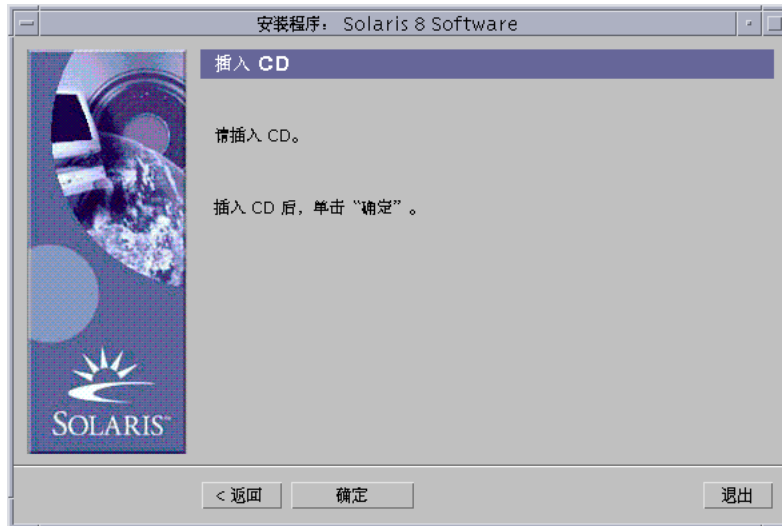 安装程序: Solaris 8 Software
插入 CD
请插入 CD。
插入 CD 后, 单击“确定”。
SOLARIS™
< 返回
确定
退出